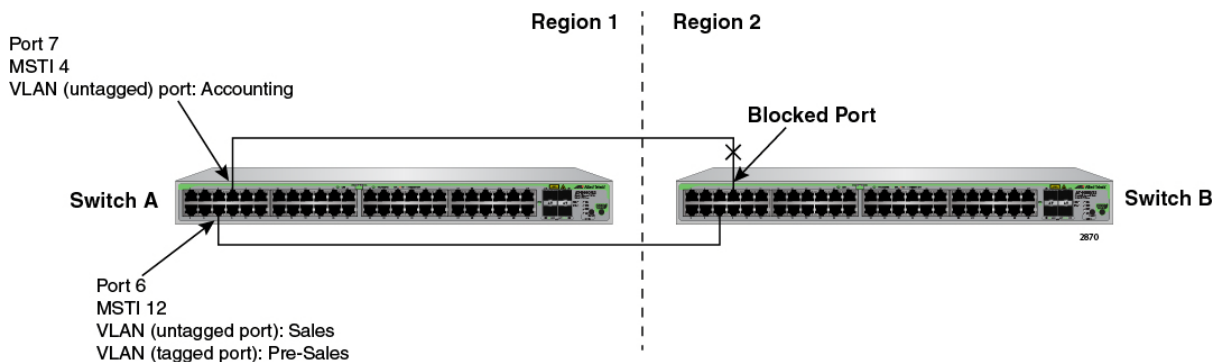 Region 1
Region 2
Port 7
MSTI 4
VLAN (untagged) port: Accounting
Blocked Port
Switch A
Switch B
2870
Port 6
MSTI 12
VLAN (untagged port): Sales
VLAN (tagged port): Pre-Sales